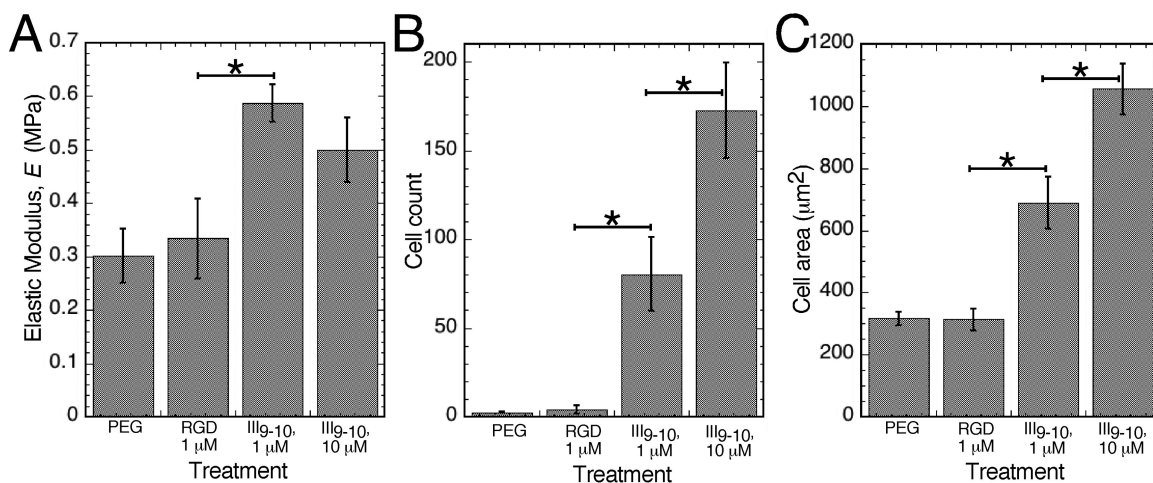 A
0.7
0.6
0.5
0.4
0.3
0.2
0.1
0
Elastic Modulus, E (MPa)
*
PEG
RGD
1 μM
III9-10,
1 μM
III9-10,
10 μM
Treatment
B
200
150
100
50
0
Cell count
*
*
PEG
RGD
1 μM
III9-10,
1 μM
III9-10,
10 μM
Treatment
C
1200
1000
800
600
400
200
0
Cell area (μm2)
*
*
PEG
RGD
1 μM
III9-10,
1 μM
III9-10,
10 μM
Treatment